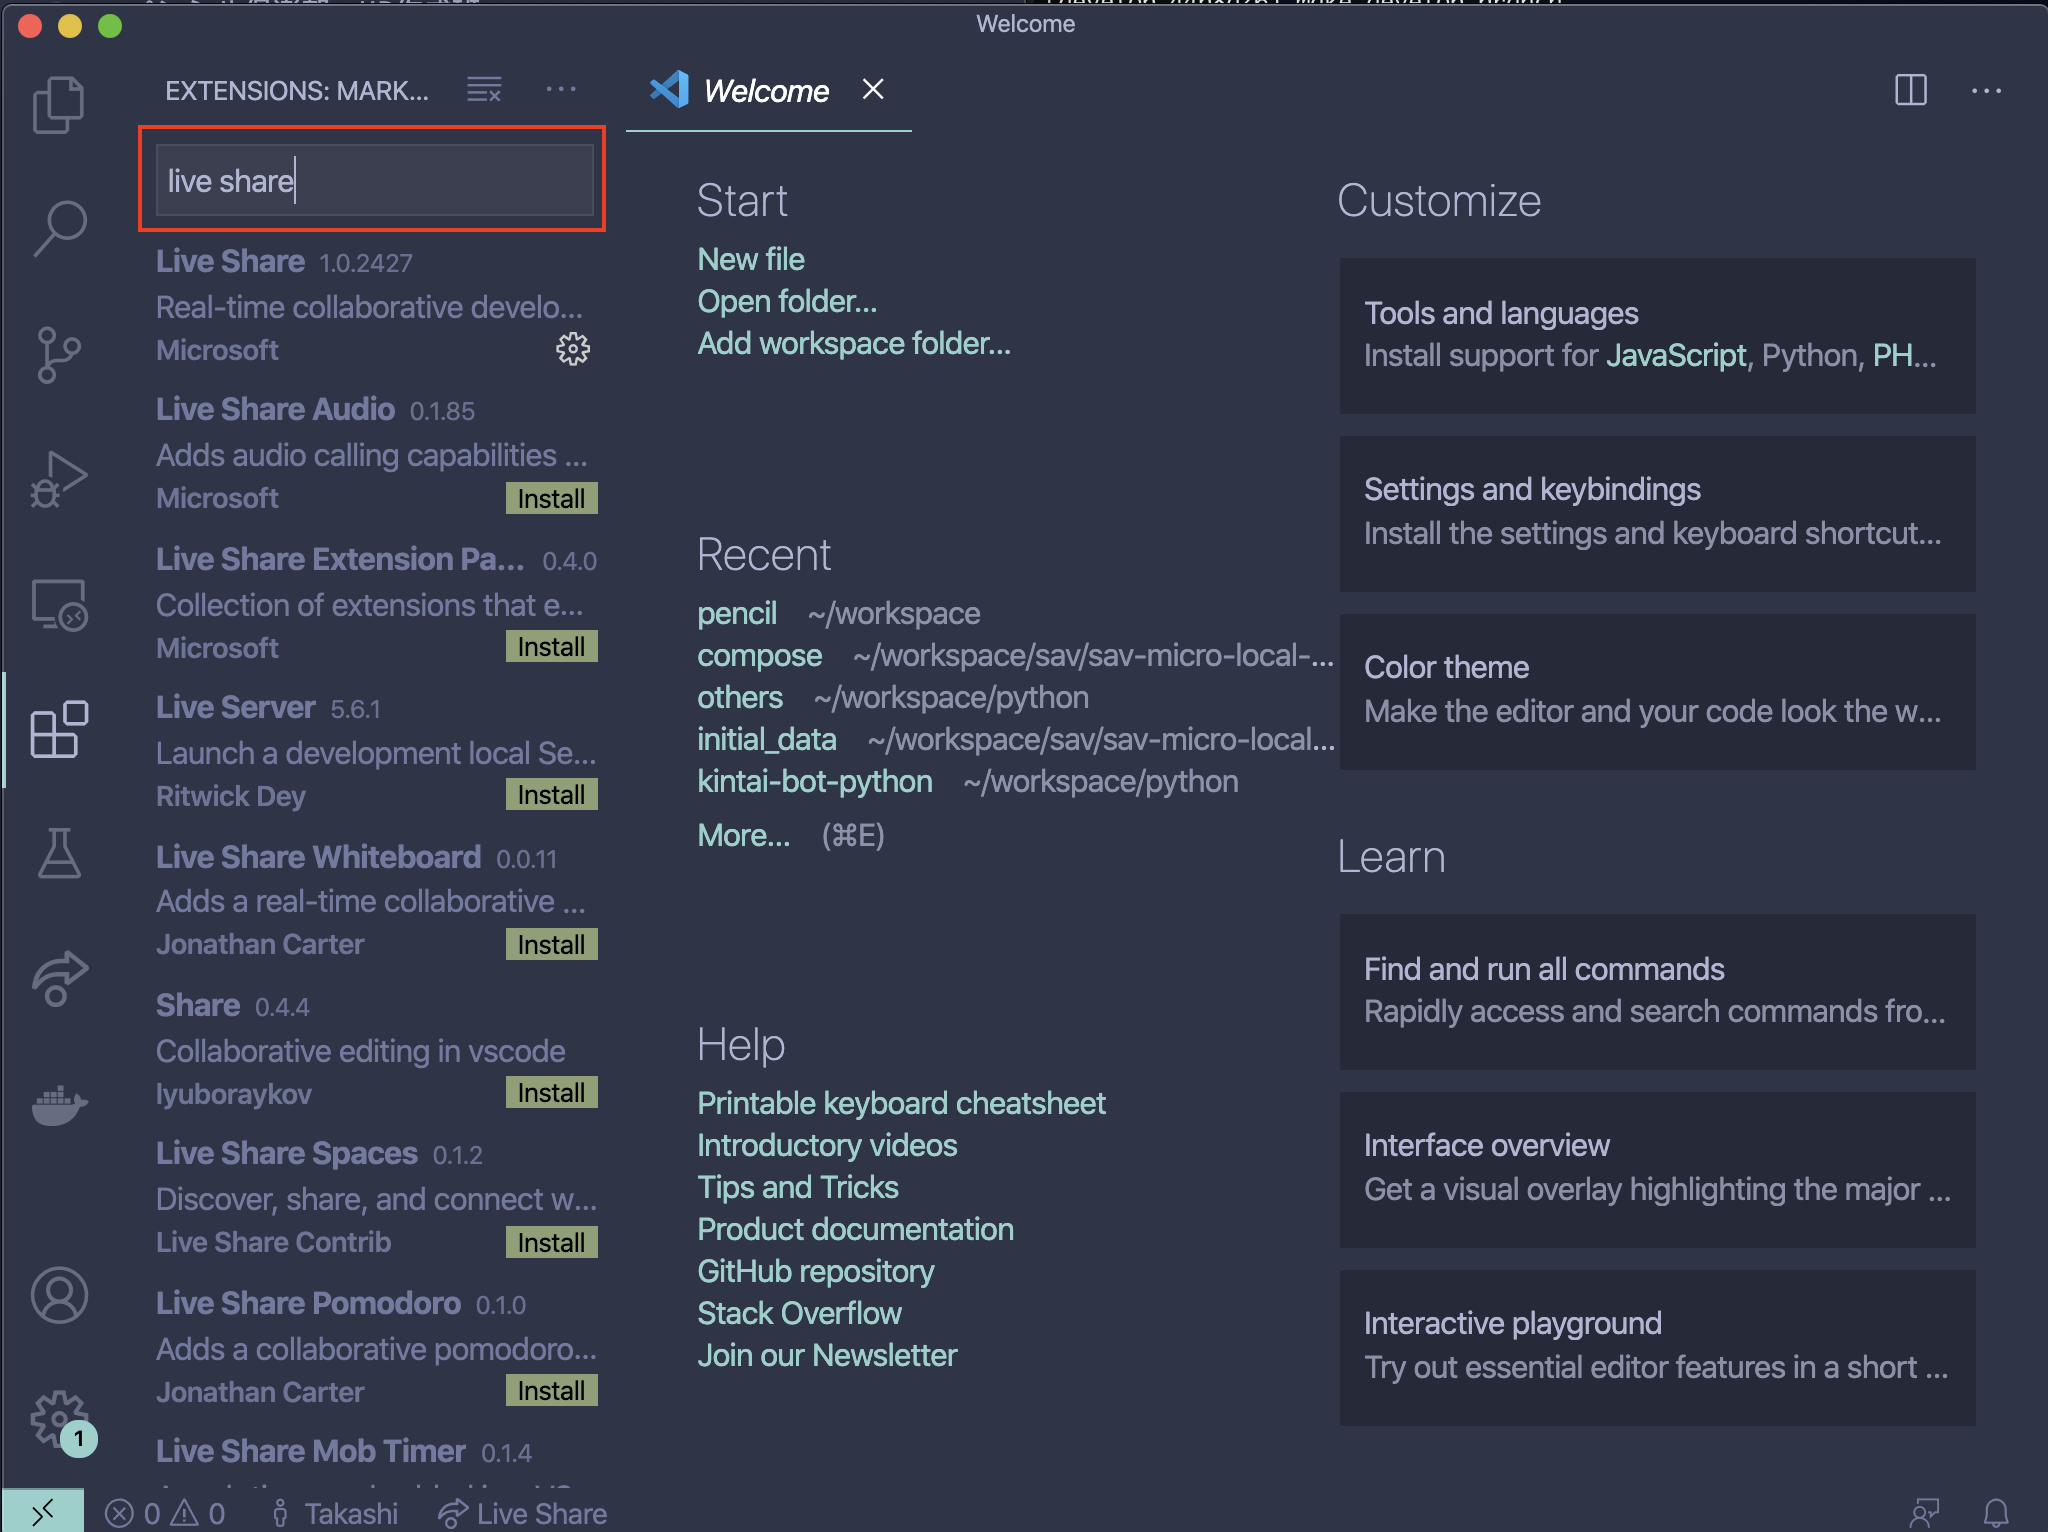 Welcome
EXTENSIONS: MARK...
Welcome
live share
Live Share 1.0.2427
Real-time collaborative develo...
Microsoft
Live Share Audio 0.1.85
Adds audio calling capabilities ...
Microsoft Install
Live Share Extension Pa... 0.4.0
Collection of extensions that e...
Microsoft Install
Live Server 5.6.1
Launch a development local Se...
Ritwick Dey Install
Live Share Whiteboard 0.0.11
Adds a real-time collaborative ...
Jonathan Carter Install
Share 0.4.4
Collaborative editing in vscode
lyuboraykov Install
Live Share Spaces 0.1.2
Discover, share, and connect w...
Live Share Contrib Install
Live Share Pomodoro 0.1.0
Adds a collaborative pomodoro...
Jonathan Carter Install
Live Share Mob Timer 0.1.4
Start
New file
Open folder...
Add workspace folder...
Recent
pencil ~/workspace
compose ~/workspace/sav/sav-micro-local-...
others ~/workspace/python
initial_data ~/workspace/sav/sav-micro-local...
kintai-bot-python ~/workspace/python
More... (⌘E)
Help
Printable keyboard cheatsheet
Introductory videos
Tips and Tricks
Product documentation
GitHub repository
Stack Overflow
Join our Newsletter
Customize
Tools and languages
Install support for JavaScript, Python, PH...
Settings and keybindings
Install the settings and keyboard shortcut...
Color theme
Make the editor and your code look the w...
Learn
Find and run all commands
Rapidly access and search commands fro...
Interface overview
Get a visual overlay highlighting the major ...
Interactive playground
Try out essential editor features in a short ...
1
0 0 Takashi Live Share